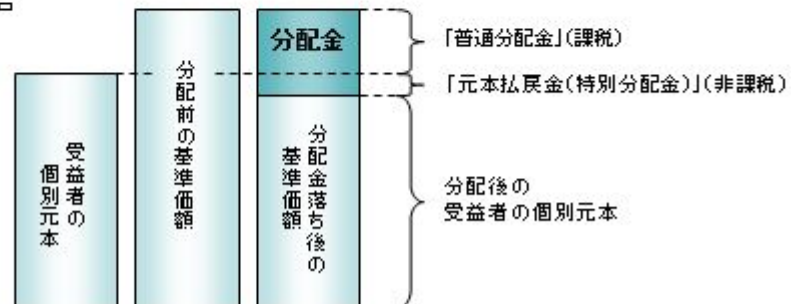 分配金
「普通分配金」(課税)
「元本払戻金(特別分配金)」(非課税)
受益者の
個別元本
分配前の基準価額
分配金落ち後の
基準価額
分配後の
受益者の個別元本